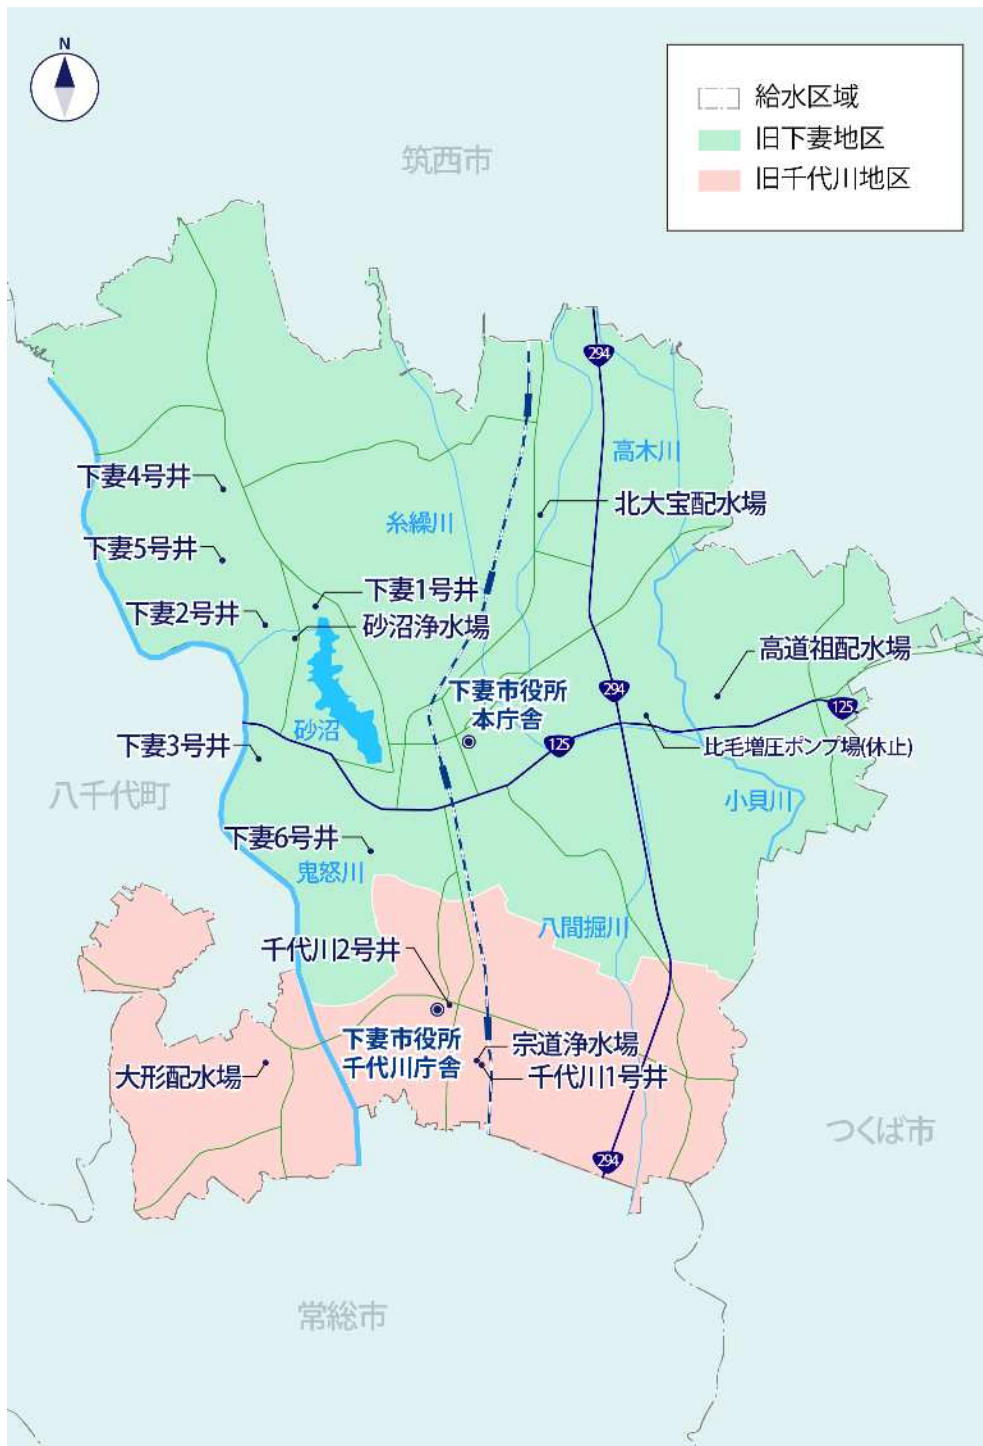 N
給水区域
旧下妻地区
旧千代川地区
筑西市
294
高木川
下妻4号井
北大宝配水場
糸繰川
下妻5号井
下妻1号井
下妻2号井
砂沼浄水場
高道祖配水場
下妻市役所
本庁舎
294
125
砂沼
125
下妻3号井
比毛増圧ポンプ場(休止)
八千代町
小貝川
下妻6号井
鬼怒川
八間掘川
千代川2号井
下妻市役所
千代川庁舎
宗道浄水場
大形配水場
千代川1号井
つくば市
294
常総市